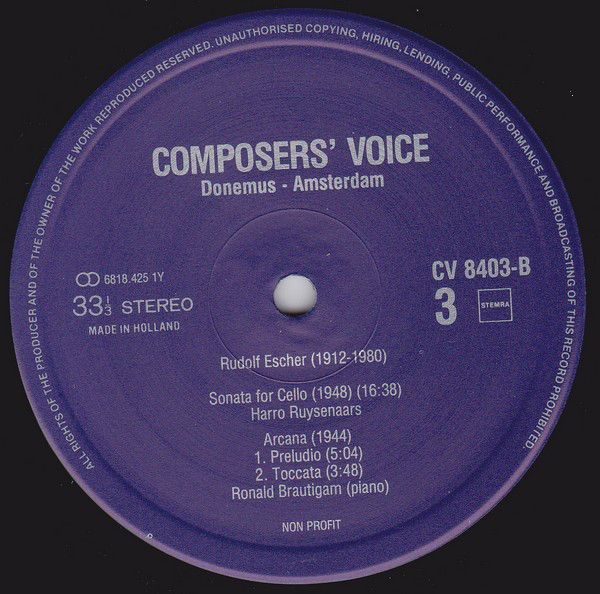 ALL RIGHTS OF THE PRODUCER AND OF THE OWNER OF THE WORK REPRODUCED RESERVED. UNAUTHORISED COPYING, HIRING, LENDING, PUBLIC PERFORMANCE AND BROADCASTING OF THIS RECORD PROHIBITED.
COMPOSERS' VOICE
Donemus - Amsterdam
6818.425 1Y
33⅓ STEREO
MADE IN HOLLAND
CV 8403-B
3
STEMRA
Rudolf Escher (1912-1980)
Sonata for Cello (1948) (16:38)
Harro Ruysenaars
Arcana (1944)
1. Preludio (5:04)
2. Toccata (3:48)
Ronald Brautigam (piano)
NON PROFIT